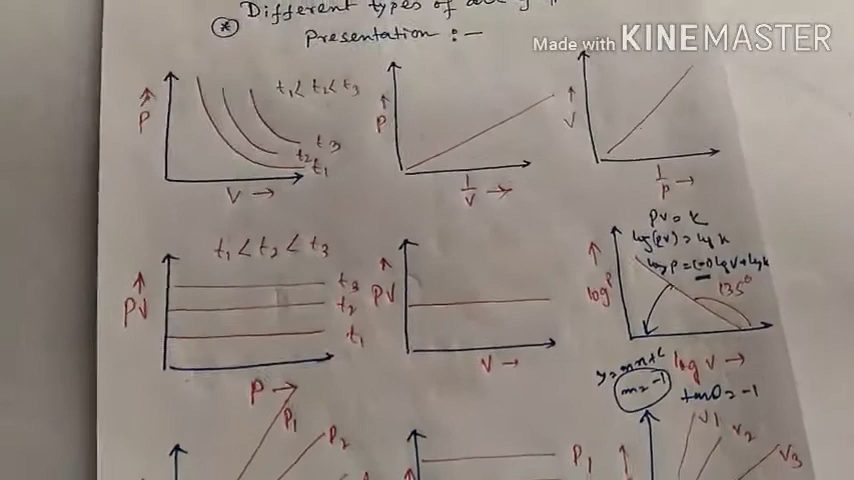 Different types of
presentation :-
Made with KINEMASTER
t1 < t2 < t3
P
t3
t2
t1
V →
P
1/V →
V
1/P →
t1 < t2 < t3
PV
t3
t2
t1
P →
PV
V →
PV = K
log(PV) = log K
log P = (-1) log V + log K
135°
log P
log V →
m = -1
tanθ = -1
P1
P2
P1
V1
V2
V3